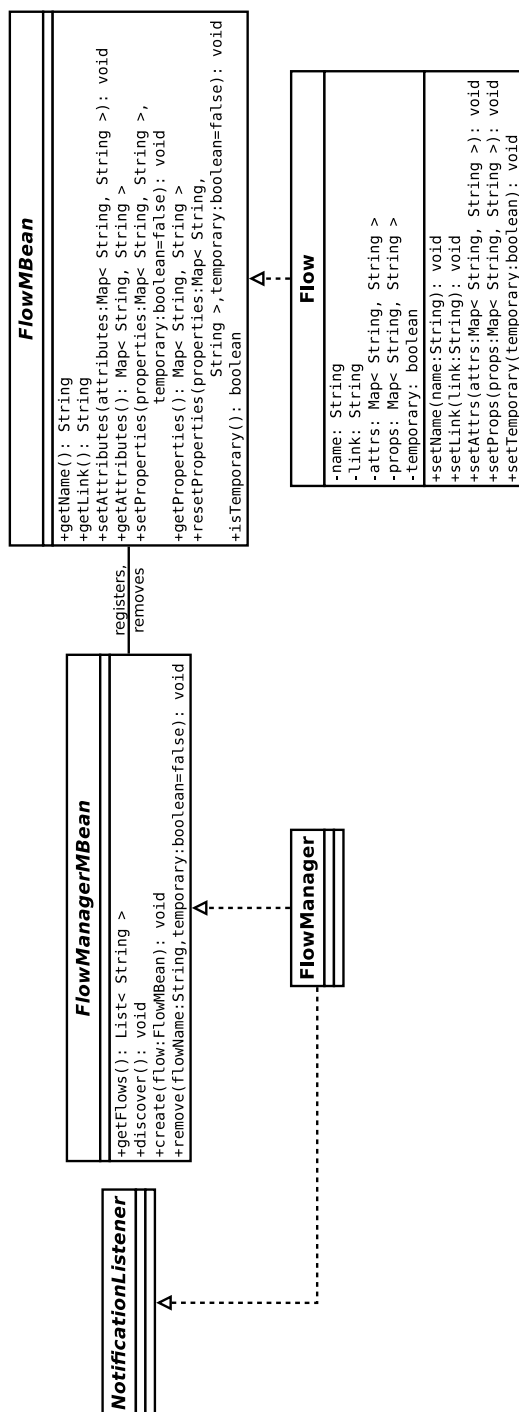 NotificationListener
FlowManagerMBean
+getFlows(): List< String >
+discover(): void
+create(flow:FlowMBean): void
+remove(flowName:String,temporary:boolean=false): void
registers,
removes
FlowMBean
+getName(): String
+getLink(): String
+setAttributes(attributes:Map< String, String >): void
+getAttributes(): Map< String, String >
+setProperties(properties:Map< String, String >,
temporary:boolean=false): void
+getProperties(): Map< String, String >
+resetProperties(properties:Map< String,
String >,temporary:boolean=false): void
+isTemporary(): boolean
FlowManager
Flow
-name: String
-link: String
-attrs: Map< String, String >
-props: Map< String, String >
-temporary: boolean
+setName(name:String): void
+setLink(link:String): void
+setAttrs(attrs:Map< String, String >): void
+setProps(props:Map< String, String >): void
+setTemporary(temporary:boolean): void